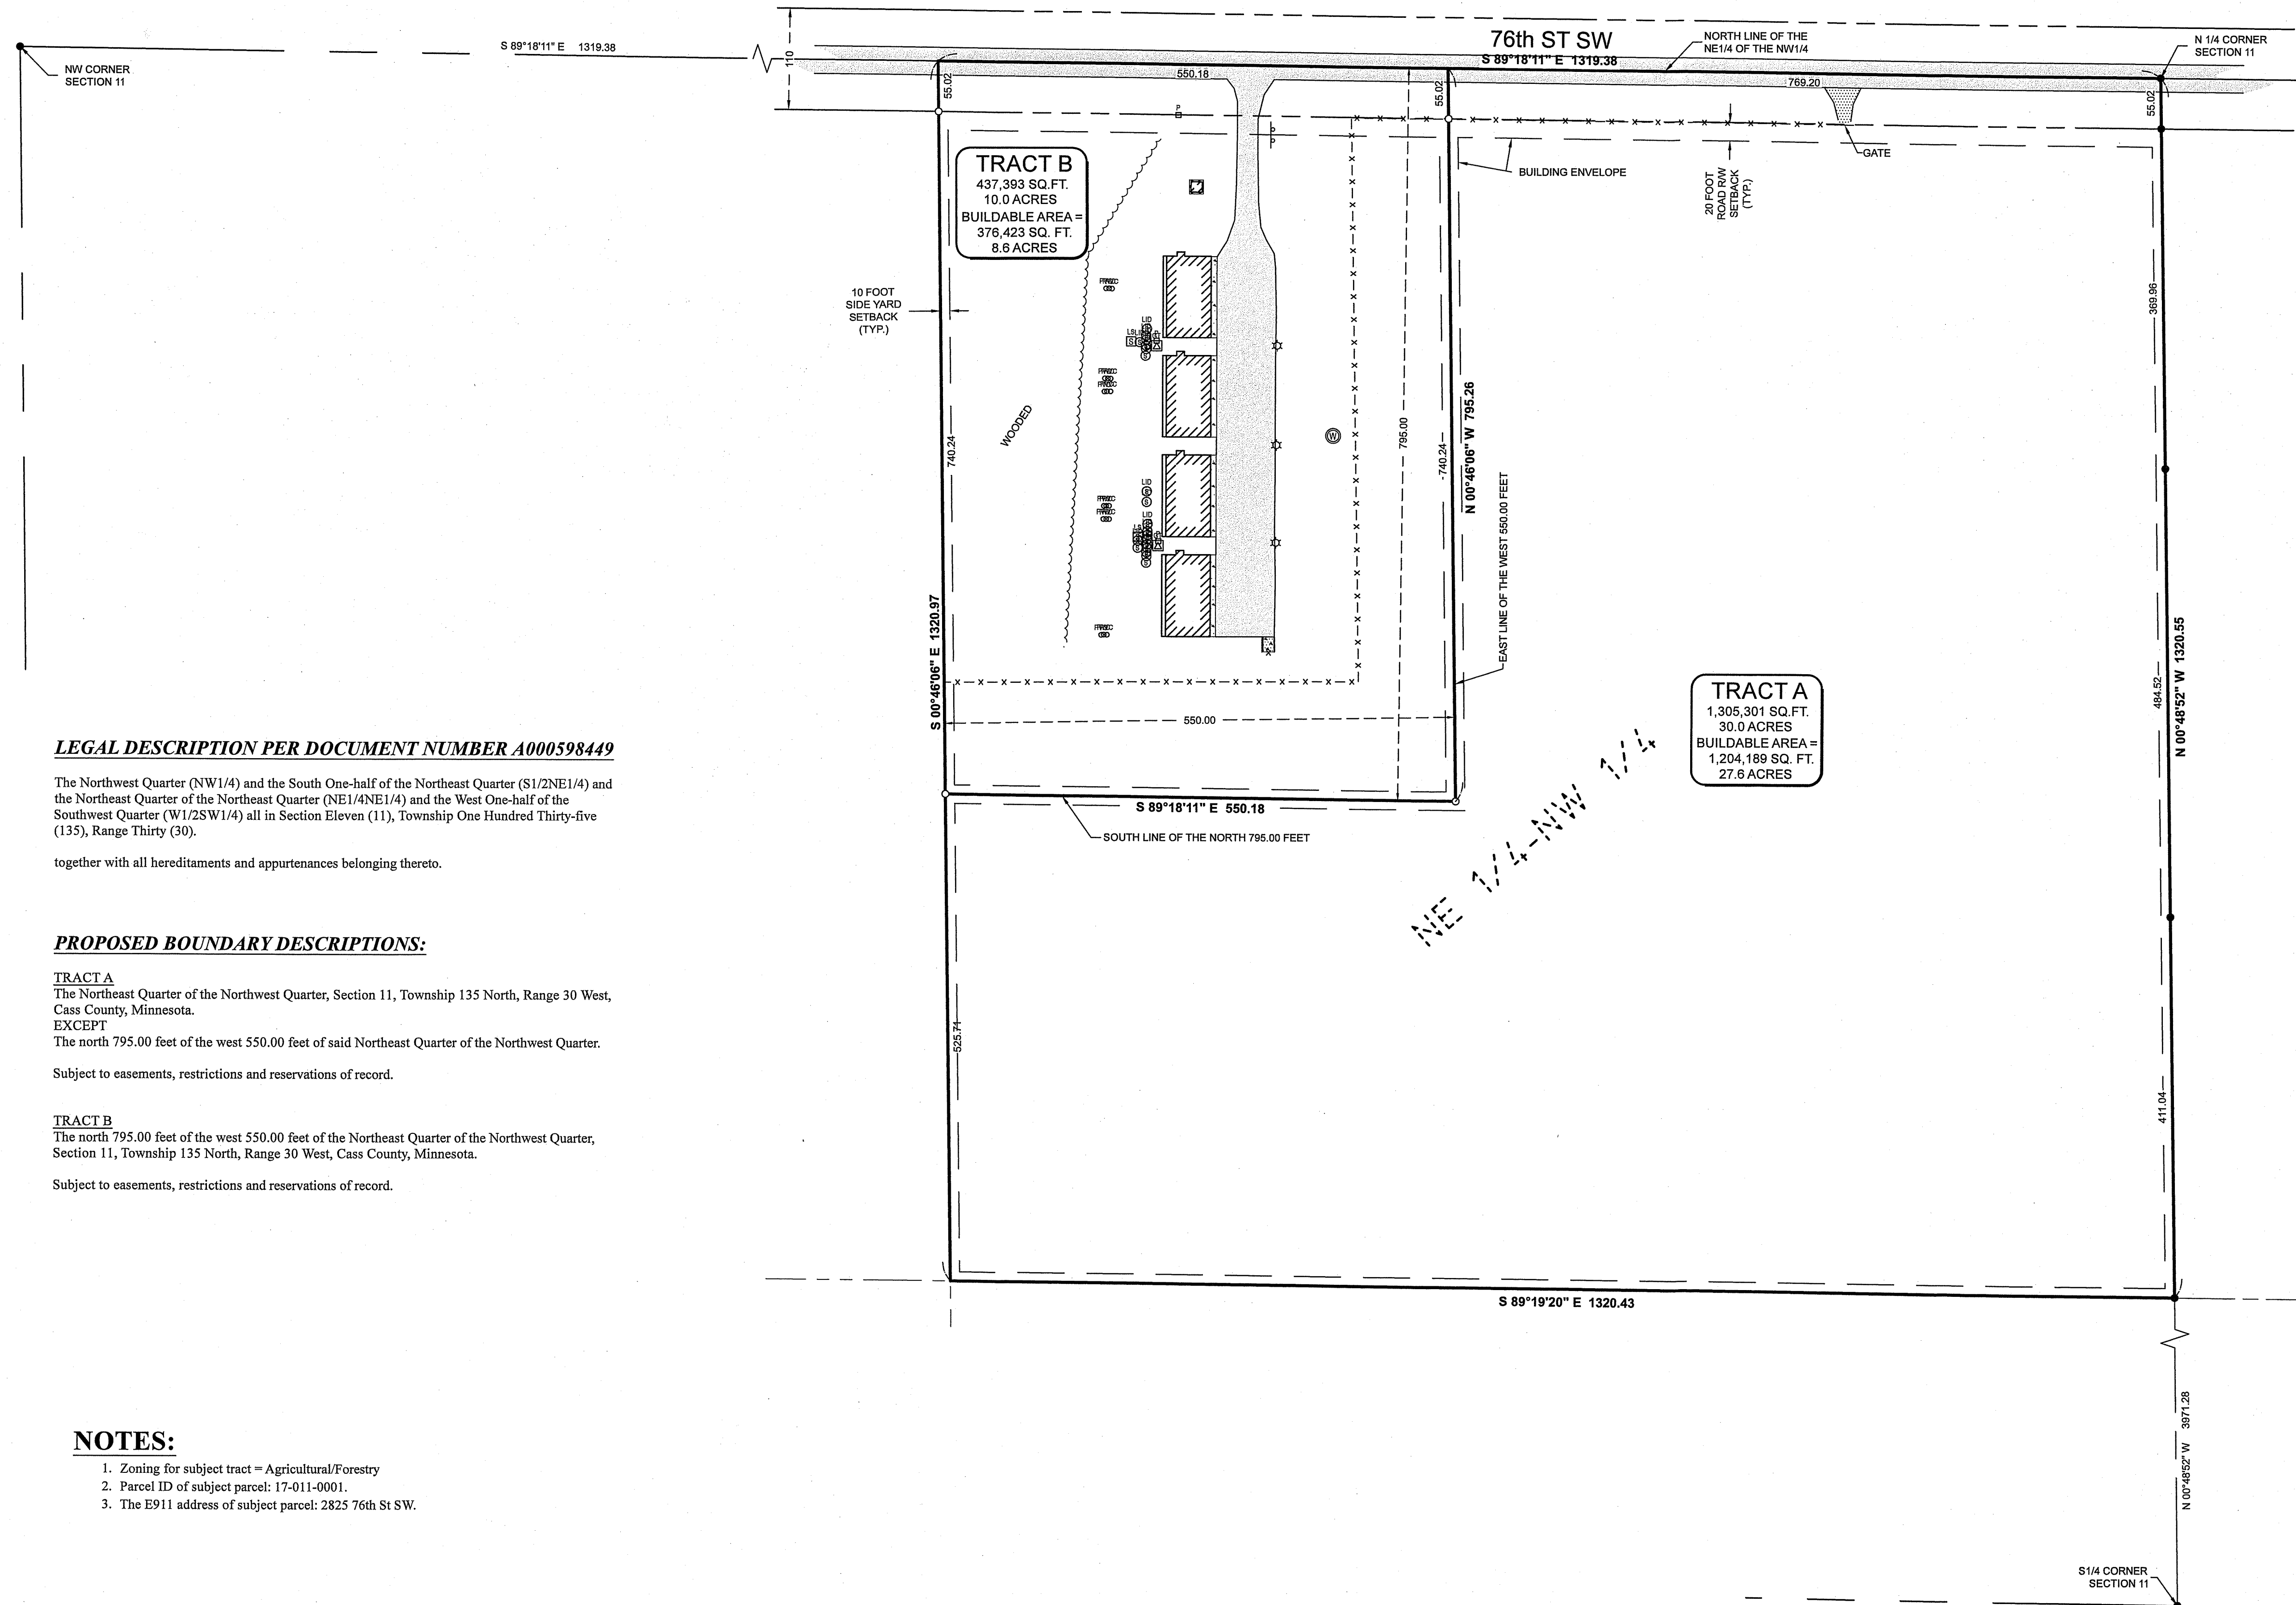 76th ST SW
S 89°18'11" E 1319.38
NW CORNER
SECTION 11
110
S 89°18'11" E 1319.38
NORTH LINE OF THE
NE1/4 OF THE NW1/4
N 1/4 CORNER
SECTION 11
55.02
550.18
55.02
769.20
55.02
P
GATE
BUILDING ENVELOPE
20 FOOT
ROAD R/W
SETBACK
(TYP.)
TRACT B
437,393 SQ.FT.
10.0 ACRES
BUILDABLE AREA =
376,423 SQ. FT.
8.6 ACRES
10 FOOT
SIDE YARD
SETBACK
(TYP.)
WOODED
740.24
LID
W
795.00
740.24
N 00°46'06" W 795.26
EAST LINE OF THE WEST 550.00 FEET
369.96
LID
LID
S 00°46'06" E 1320.97
550.00
S 89°18'11" E 550.18
SOUTH LINE OF THE NORTH 795.00 FEET
TRACT A
1,305,301 SQ.FT.
30.0 ACRES
BUILDABLE AREA =
1,204,189 SQ. FT.
27.6 ACRES
NE 1/4-NW 1/4
484.52
N 00°48'52" W 1320.55
525.71
411.04
S 89°19'20" E 1320.43
N 00°48'52" W 3971.28
S1/4 CORNER
SECTION 11
LEGAL DESCRIPTION PER DOCUMENT NUMBER A000598449
The Northwest Quarter (NW1/4) and the South One-half of the Northeast Quarter (S1/2NE1/4) and
the Northeast Quarter of the Northeast Quarter (NE1/4NE1/4) and the West One-half of the
Southwest Quarter (W1/2SW1/4) all in Section Eleven (11), Township One Hundred Thirty-five
(135), Range Thirty (30).
together with all hereditaments and appurtenances belonging thereto.
PROPOSED BOUNDARY DESCRIPTIONS:
TRACT A
The Northeast Quarter of the Northwest Quarter, Section 11, Township 135 North, Range 30 West,
Cass County, Minnesota.
EXCEPT
The north 795.00 feet of the west 550.00 feet of said Northeast Quarter of the Northwest Quarter.
Subject to easements, restrictions and reservations of record.
TRACT B
The north 795.00 feet of the west 550.00 feet of the Northeast Quarter of the Northwest Quarter,
Section 11, Township 135 North, Range 30 West, Cass County, Minnesota.
Subject to easements, restrictions and reservations of record.
NOTES:
1. Zoning for subject tract = Agricultural/Forestry
2. Parcel ID of subject parcel: 17-011-0001.
3. The E911 address of subject parcel: 2825 76th St SW.